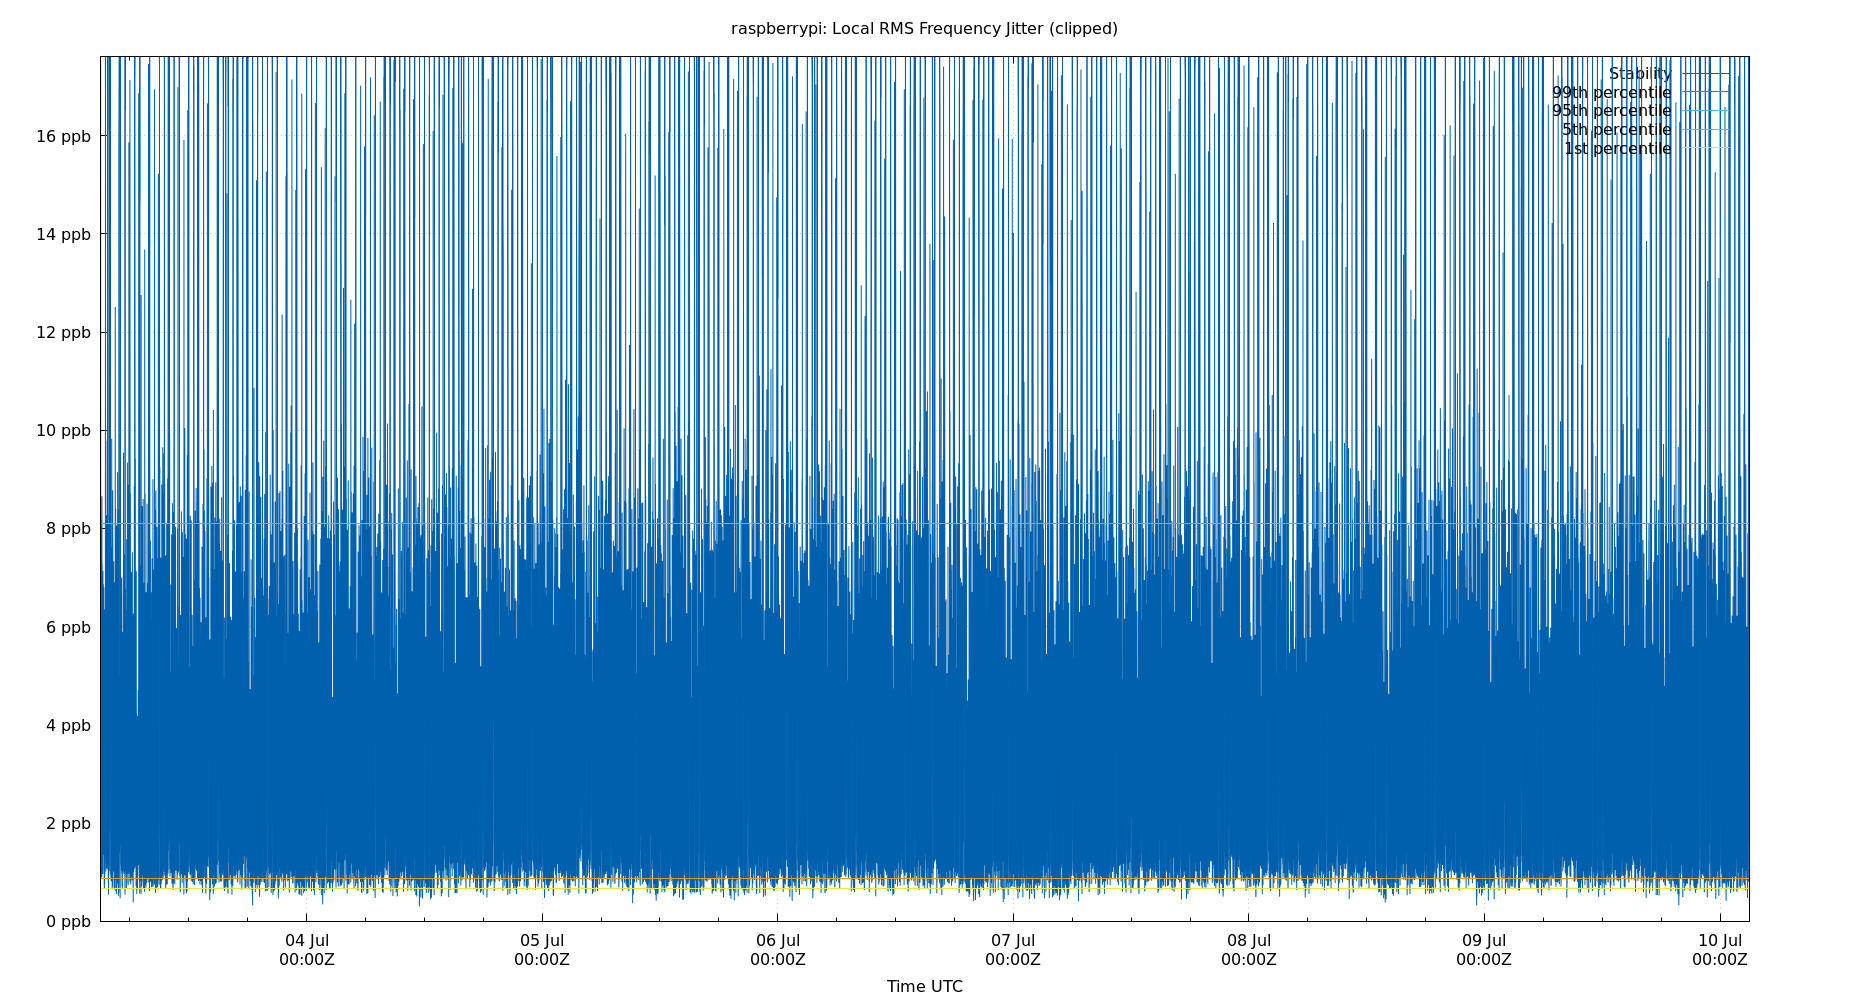 raspberrypi: Local RMS Frequency Jitter (clipped)
Stability
99th percentile
95th percentile
5th percentile
1st percentile
16 ppb
14 ppb
12 ppb
10 ppb
8 ppb
6 ppb
4 ppb
2 ppb
0 ppb
04 Jul 05 Jul 06 Jul 07 Jul 08 Jul 09 Jul 10 Jul
00:00Z 00:00Z 00:00Z 00:00Z 00:00Z 00:00Z 00:00Z
Time UTC